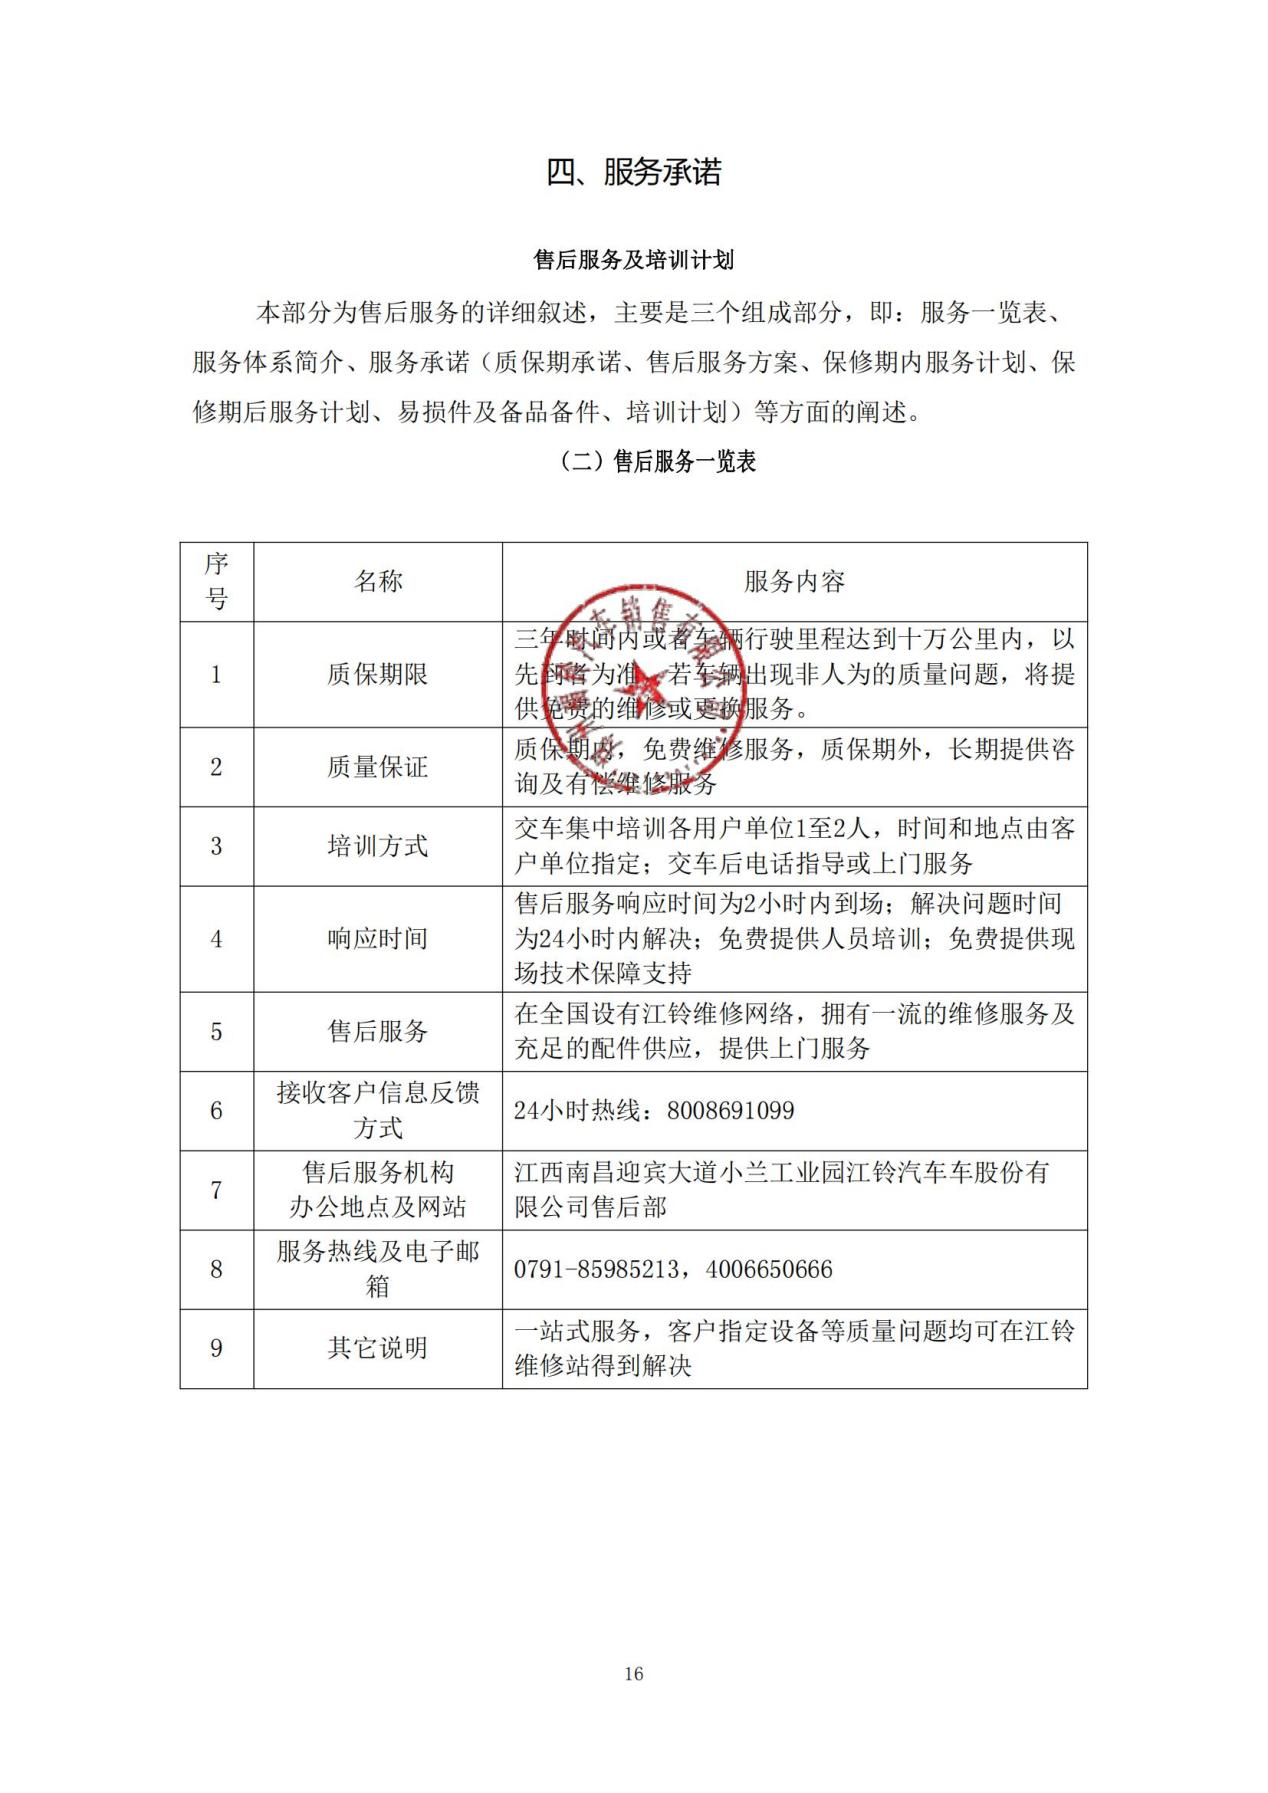 四、服务承诺
售后服务及培训计划
本部分为售后服务的详细叙述，主要是三个组成部分，即：服务一览表、
服务体系简介、服务承诺（质保期承诺、售后服务方案、保修期内服务计划、保
修期后服务计划、易损件及备品备件、培训计划）等方面的阐述。
（二）售后服务一览表
序
号
名称
服务内容
1
质保期限
三年时间内或者车辆行驶里程达到十万公里内，以
先到者为准，若车辆出现非人为的质量问题，将提
供免费的维修或更换服务。
2
质量保证
质保期内，免费维修服务，质保期外，长期提供咨
询及有偿维修服务
3
培训方式
交车集中培训各用户单位1至2人，时间和地点由客
户单位指定；交车后电话指导或上门服务
4
响应时间
售后服务响应时间为2小时内到场；解决问题时间
为24小时内解决；免费提供人员培训；免费提供现
场技术保障支持
5
售后服务
在全国设有江铃维修网络，拥有一流的维修服务及
充足的配件供应，提供上门服务
6
接收客户信息反馈
方式
24小时热线：8008691099
7
售后服务机构
办公地点及网站
江西南昌迎宾大道小兰工业园江铃汽车车股份有
限公司售后部
8
服务热线及电子邮
箱
0791-85985213，4006650666
9
其它说明
一站式服务，客户指定设备等质量问题均可在江铃
维修站得到解决
汽车销售有限公司
16